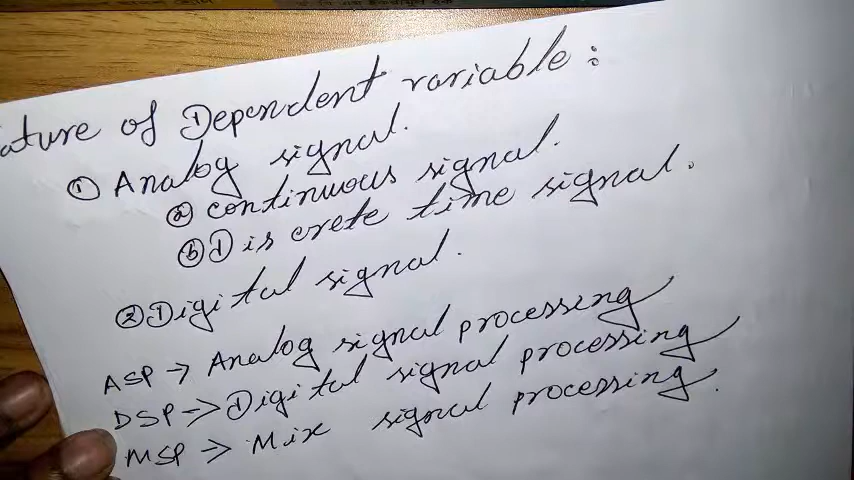 ature of Dependent variable :
① Analog signal.
ⓐ continuous signal.
ⓑ Discrete time signal.
② Digital signal.
ASP → Analog signal processing
DSP → Digital signal processing
MSP → Mix signal processing.